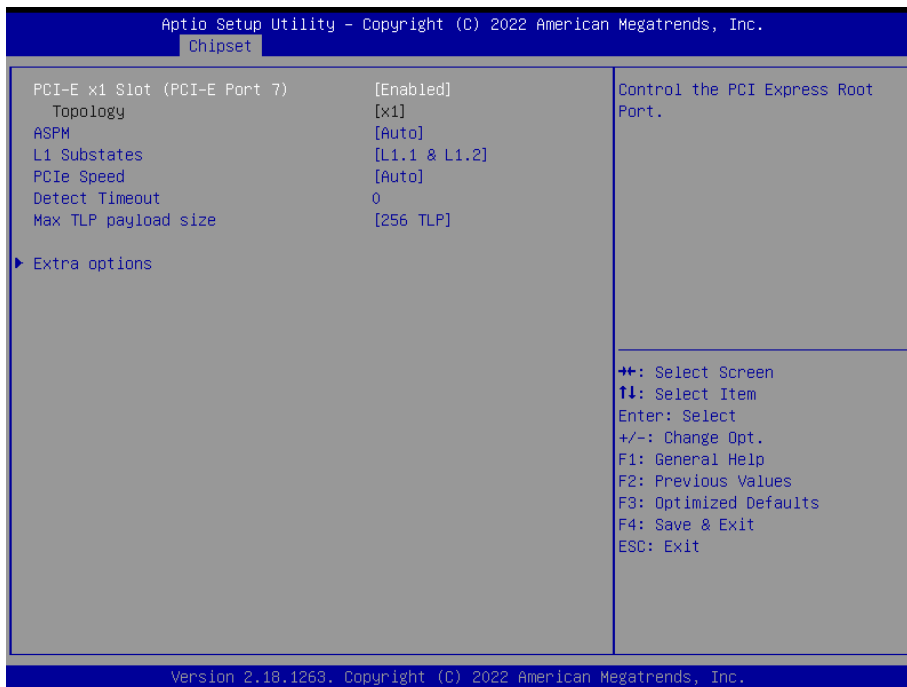 Aptio Setup Utility – Copyright (C) 2022 American Megatrends, Inc.
Chipset
PCI-E x1 Slot (PCI-E Port 7) [Enabled]
Topology [x1]
ASPM [Auto]
L1 Substates [L1.1 & L1.2]
PCIe Speed [Auto]
Detect Timeout 0
Max TLP payload size [256 TLP]
▶ Extra options
Control the PCI Express Root
Port.
→←: Select Screen
↑↓: Select Item
Enter: Select
+/-: Change Opt.
F1: General Help
F2: Previous Values
F3: Optimized Defaults
F4: Save & Exit
ESC: Exit
Version 2.18.1263. Copyright (C) 2022 American Megatrends, Inc.